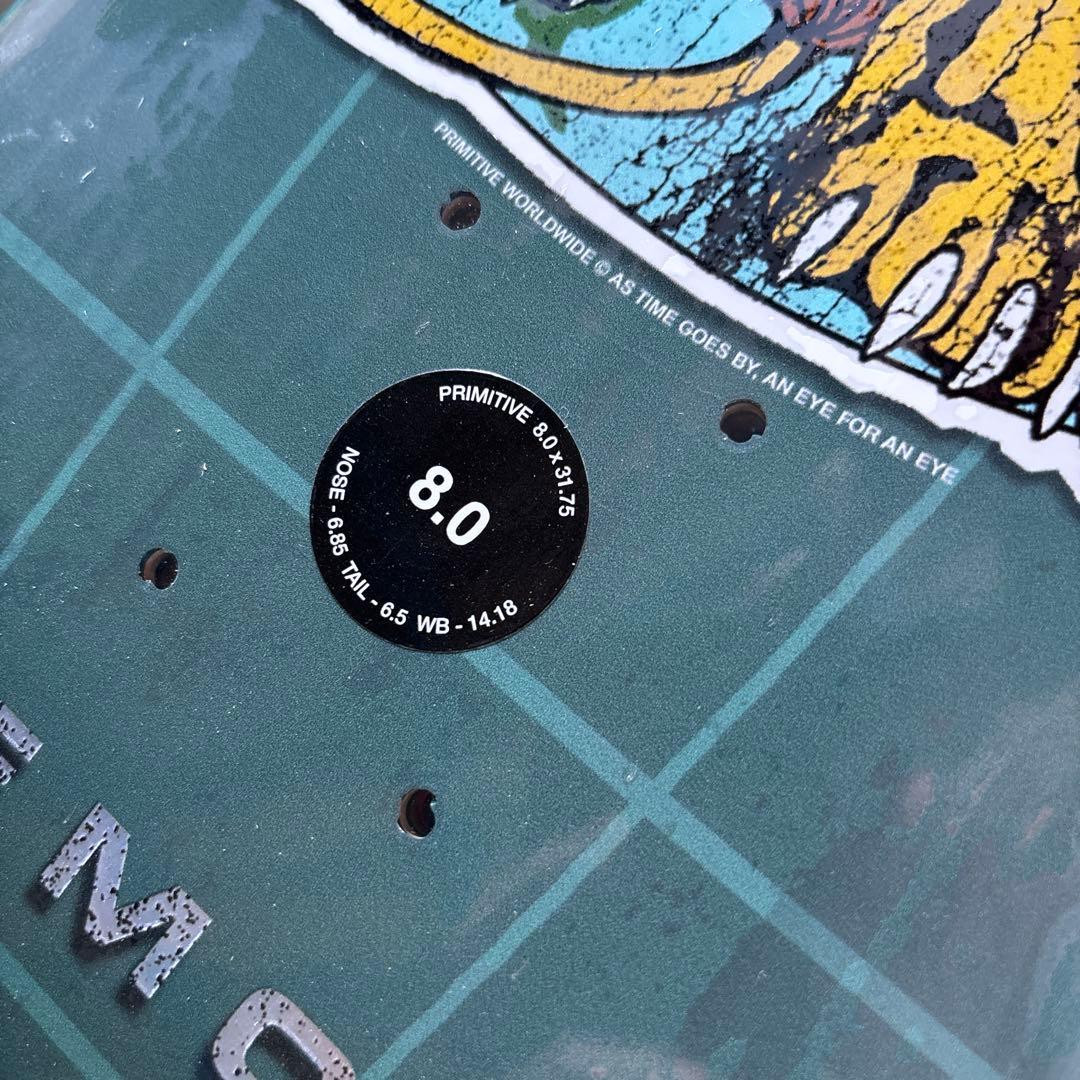 PRIMITIVE WORLDWIDE © AS TIME GOES BY, AN EYE FOR AN EYE
PRIMITIVE 8.0 x 31.75
8.0
NOSE - 6.85 TAIL - 6.5 WB - 14.18
EMO